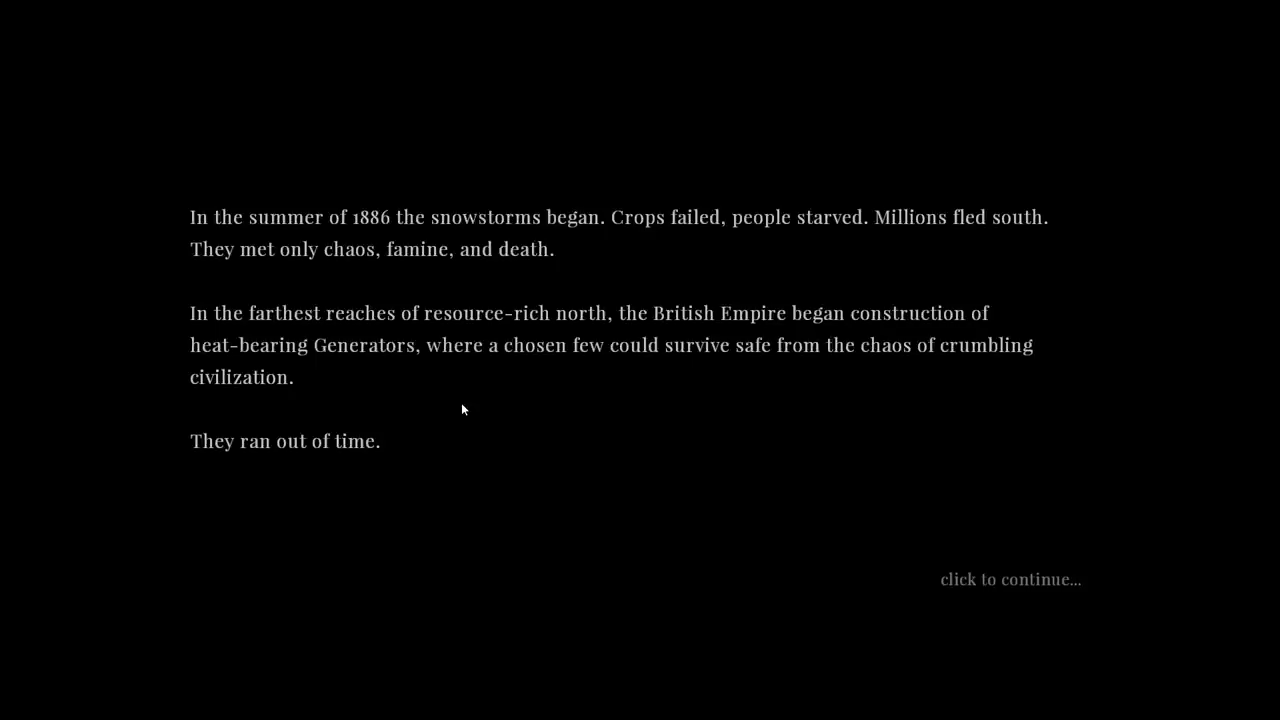 In the summer of 1886 the snowstorms began. Crops failed, people starved. Millions fled south.
They met only chaos, famine, and death.
In the farthest reaches of resource-rich north, the British Empire began construction of
heat-bearing Generators, where a chosen few could survive safe from the chaos of crumbling
civilization.
They ran out of time.
click to continue...